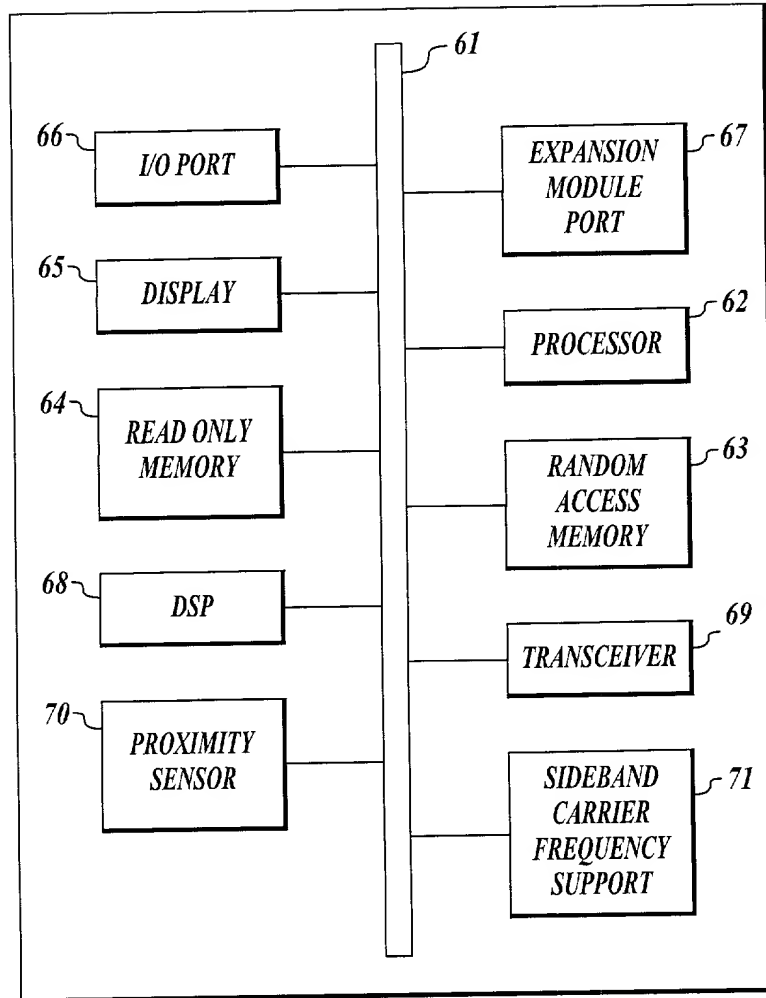 61
66
I/O PORT
65
DISPLAY
64
READ ONLY
MEMORY
68
DSP
70
PROXIMITY
SENSOR
67
EXPANSION
MODULE
PORT
62
PROCESSOR
63
RANDOM
ACCESS
MEMORY
69
TRANSCEIVER
71
SIDEBAND
CARRIER
FREQUENCY
SUPPORT